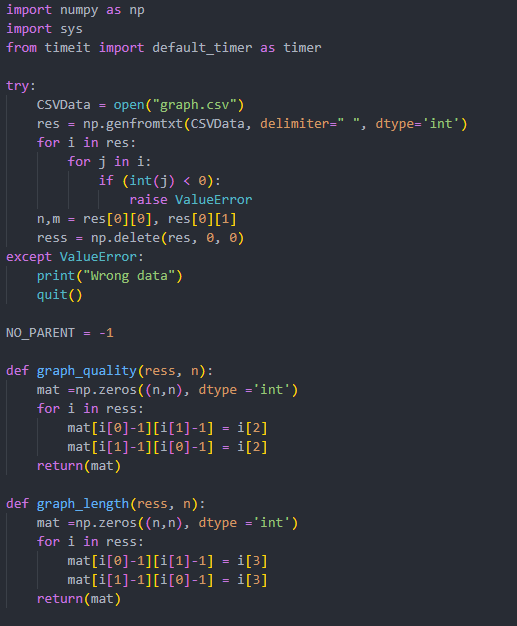 import numpy as np
import sys
from timeit import default_timer as timer

try:
    CSVData = open("graph.csv")
    res = np.genfromtxt(CSVData, delimiter=" ", dtype='int')
    for i in res:
        for j in i:
            if (int(j) < 0):
                raise ValueError
    n,m = res[0][0], res[0][1]
    ress = np.delete(res, 0, 0)
except ValueError:
    print("Wrong data")
    quit()

NO_PARENT = -1

def graph_quality(ress, n):
    mat =np.zeros((n,n), dtype ='int')
    for i in ress:
        mat[i[0]-1][i[1]-1] = i[2]
        mat[i[1]-1][i[0]-1] = i[2]
    return(mat)

def graph_length(ress, n):
    mat =np.zeros((n,n), dtype ='int')
    for i in ress:
        mat[i[0]-1][i[1]-1] = i[3]
        mat[i[1]-1][i[0]-1] = i[3]
    return(mat)